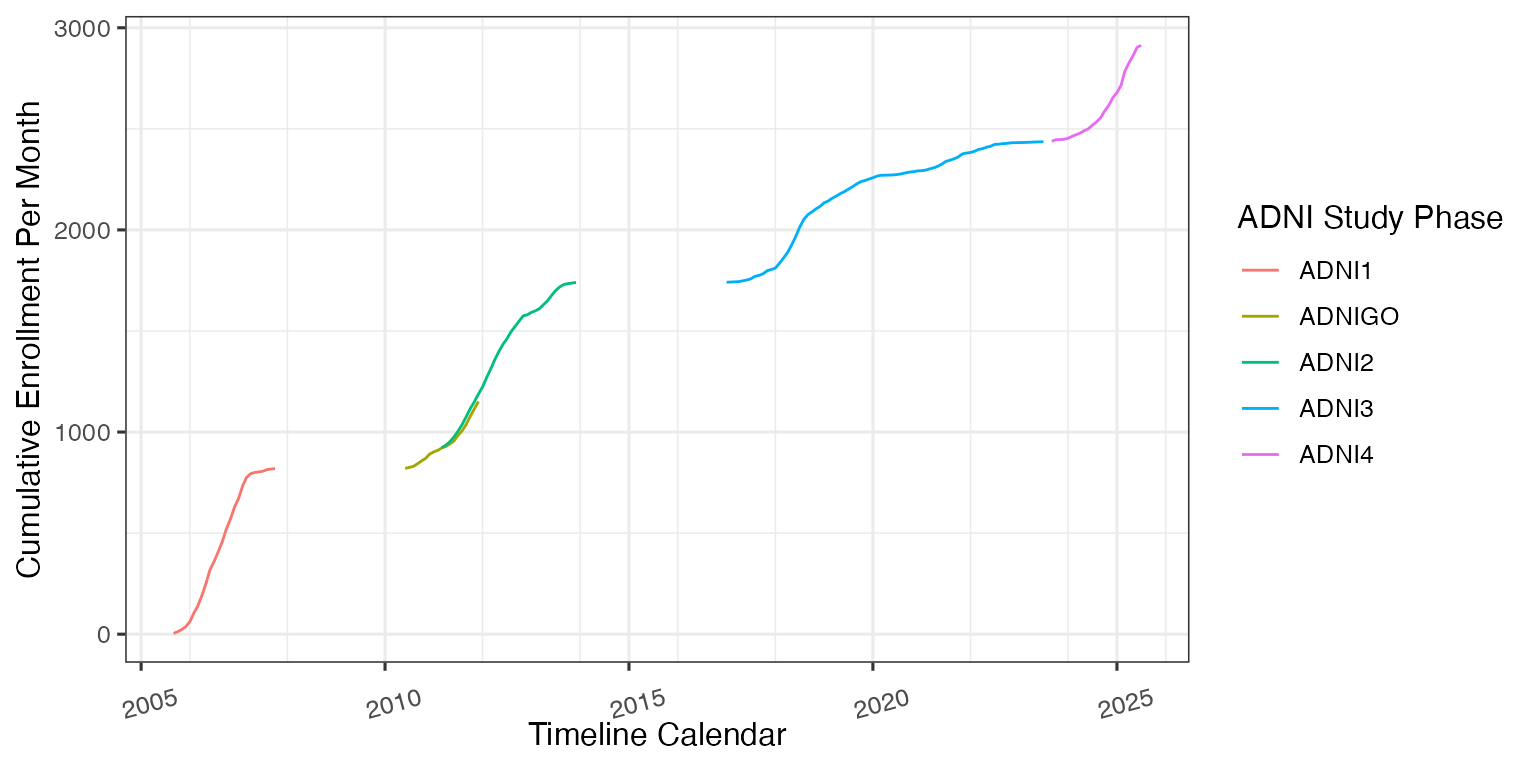 Cumulative Enrollment Per Month
3000
2000
1000
0
2005
2010
2015
2020
2025
Timeline Calendar
ADNI Study Phase
ADNI1
ADNIGO
ADNI2
ADNI3
ADNI4